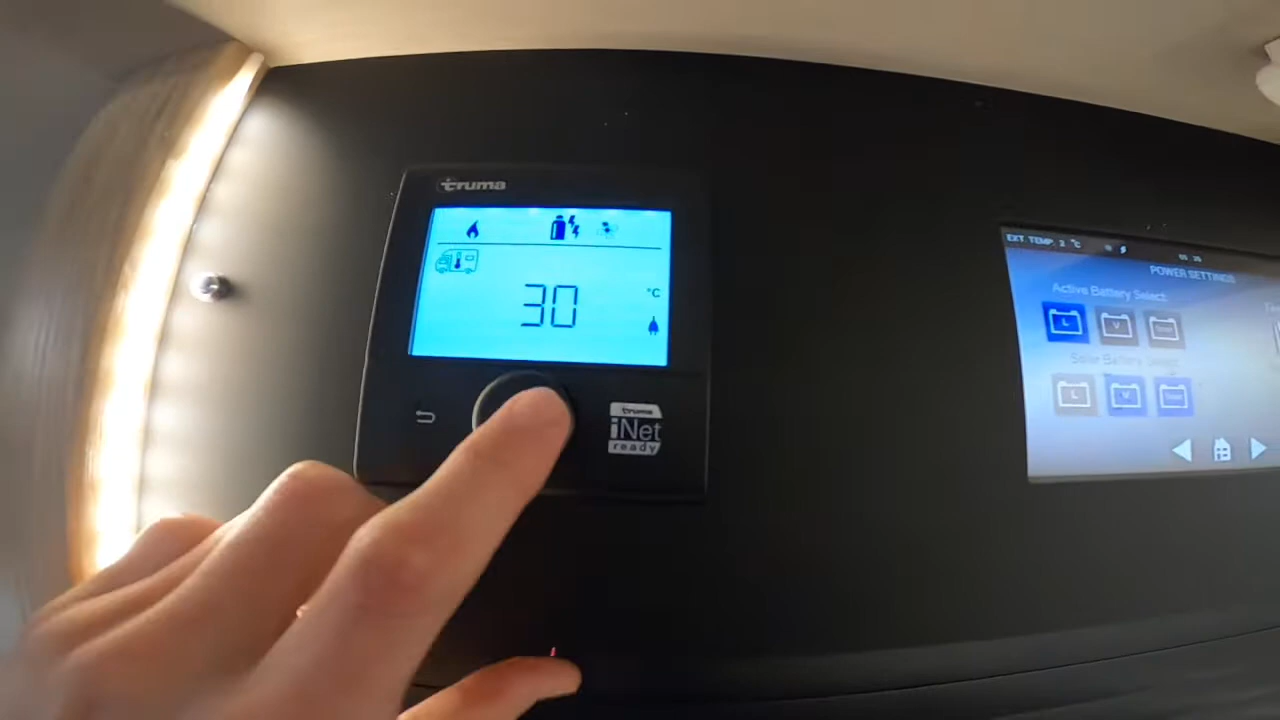 truma
30
°C
truma
iNet
ready
EXT. TEMP. 2 °C
POWER SETTINGS
Active Battery Select:
L
V
L
V